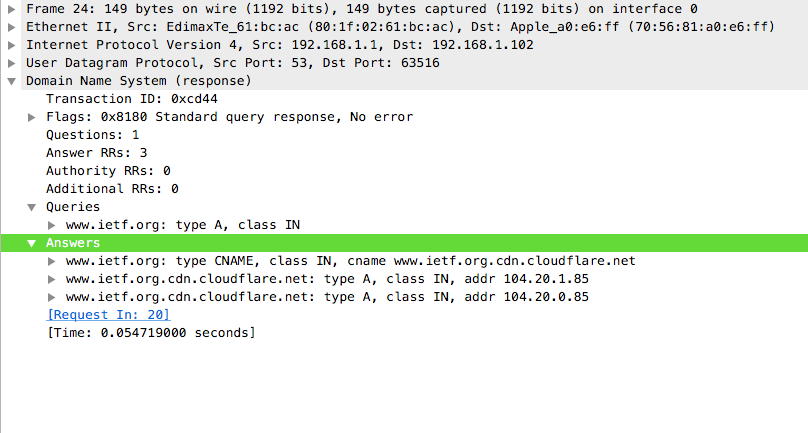 Frame 24: 149 bytes on wire (1192 bits), 149 bytes captured (1192 bits) on interface 0
Ethernet II, Src: EdimaxTe_61:bc:ac (80:1f:02:61:bc:ac), Dst: Apple_a0:e6:ff (70:56:81:a0:e6:ff)
Internet Protocol Version 4, Src: 192.168.1.1, Dst: 192.168.1.102
User Datagram Protocol, Src Port: 53, Dst Port: 63516
Domain Name System (response)
Transaction ID: 0xcd44
Flags: 0x8180 Standard query response, No error
Questions: 1
Answer RRs: 3
Authority RRs: 0
Additional RRs: 0
Queries
www.ietf.org: type A, class IN
Answers
www.ietf.org: type CNAME, class IN, cname www.ietf.org.cdn.cloudflare.net
www.ietf.org.cdn.cloudflare.net: type A, class IN, addr 104.20.1.85
www.ietf.org.cdn.cloudflare.net: type A, class IN, addr 104.20.0.85
[Request In: 20]
[Time: 0.054719000 seconds]